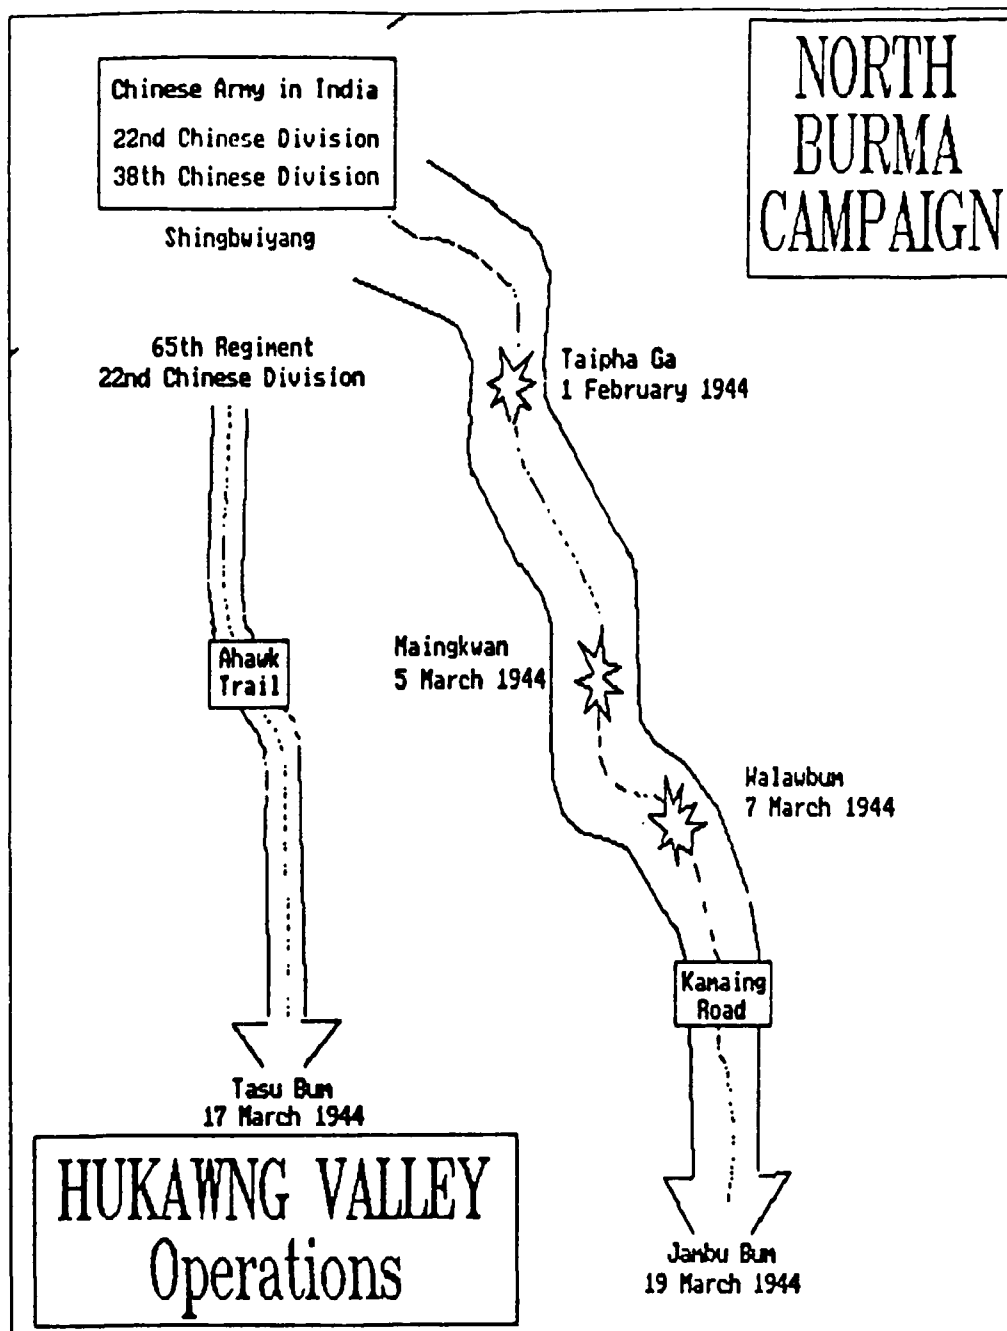 Chinese Army in India
22nd Chinese Division
38th Chinese Division
NORTH
BURMA
CAMPAIGN
Shingbwiyang
65th Regiment
22nd Chinese Division
Taipha Ga
1 February 1944
Ahawk
Trail
Maingkwan
5 March 1944
Walawbum
7 March 1944
Kamaing
Road
Tasu Bum
17 March 1944
HUKAWNG VALLEY
Operations
Jambu Bum
19 March 1944